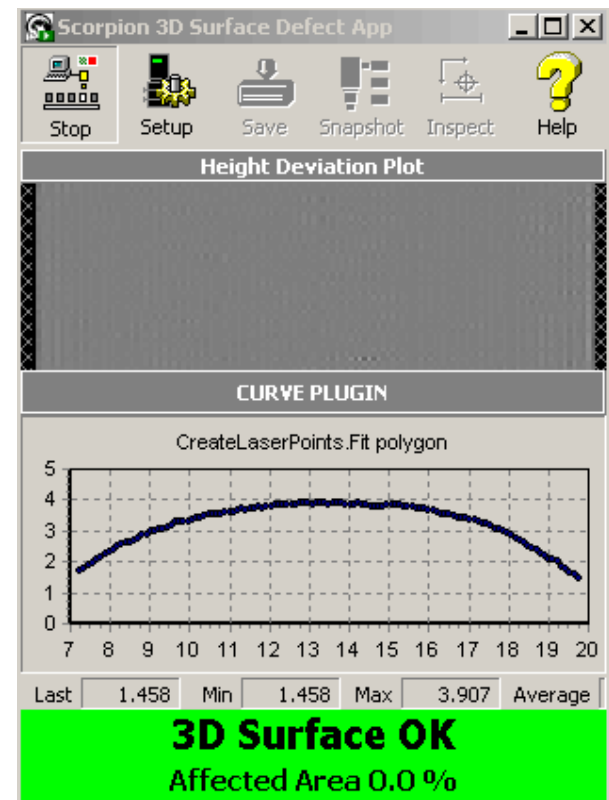 Scorpion 3D Surface Defect App
Stop Setup Save Snapshot Inspect Help
Height Deviation Plot
CURVE PLUGIN
CreateLaserPoints.Fit polygon
5
4
3
2
1
0
7 8 9 10 11 12 13 14 15 16 17 18 19 20
Last 1.458 Min 1.458 Max 3.907 Average
3D Surface OK
Affected Area 0.0 %